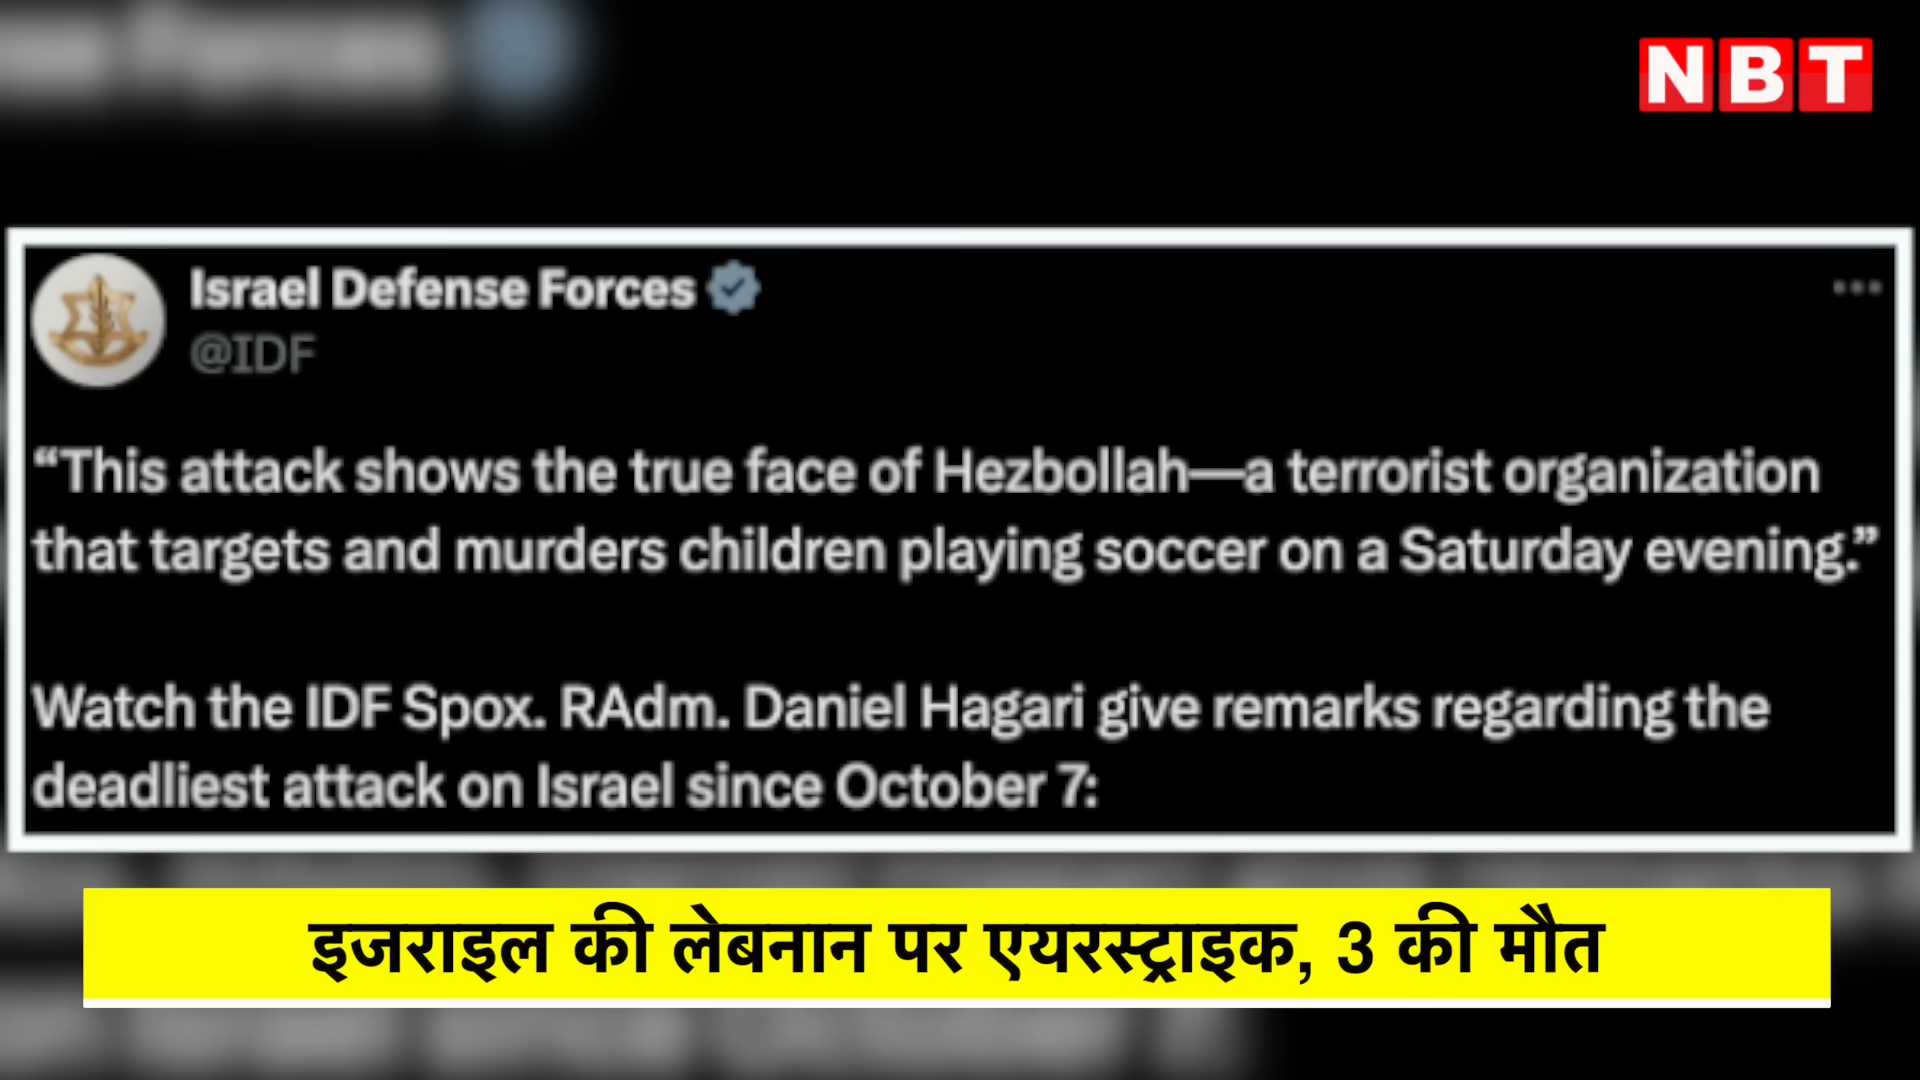 NBT
Israel Defense Forces
@IDF
“This attack shows the true face of Hezbollah—a terrorist organization
that targets and murders children playing soccer on a Saturday evening.”
Watch the IDF Spox. RAdm. Daniel Hagari give remarks regarding the
deadliest attack on Israel since October 7:
इजराइल की लेबनान पर एयरस्ट्राइक, 3 की मौत